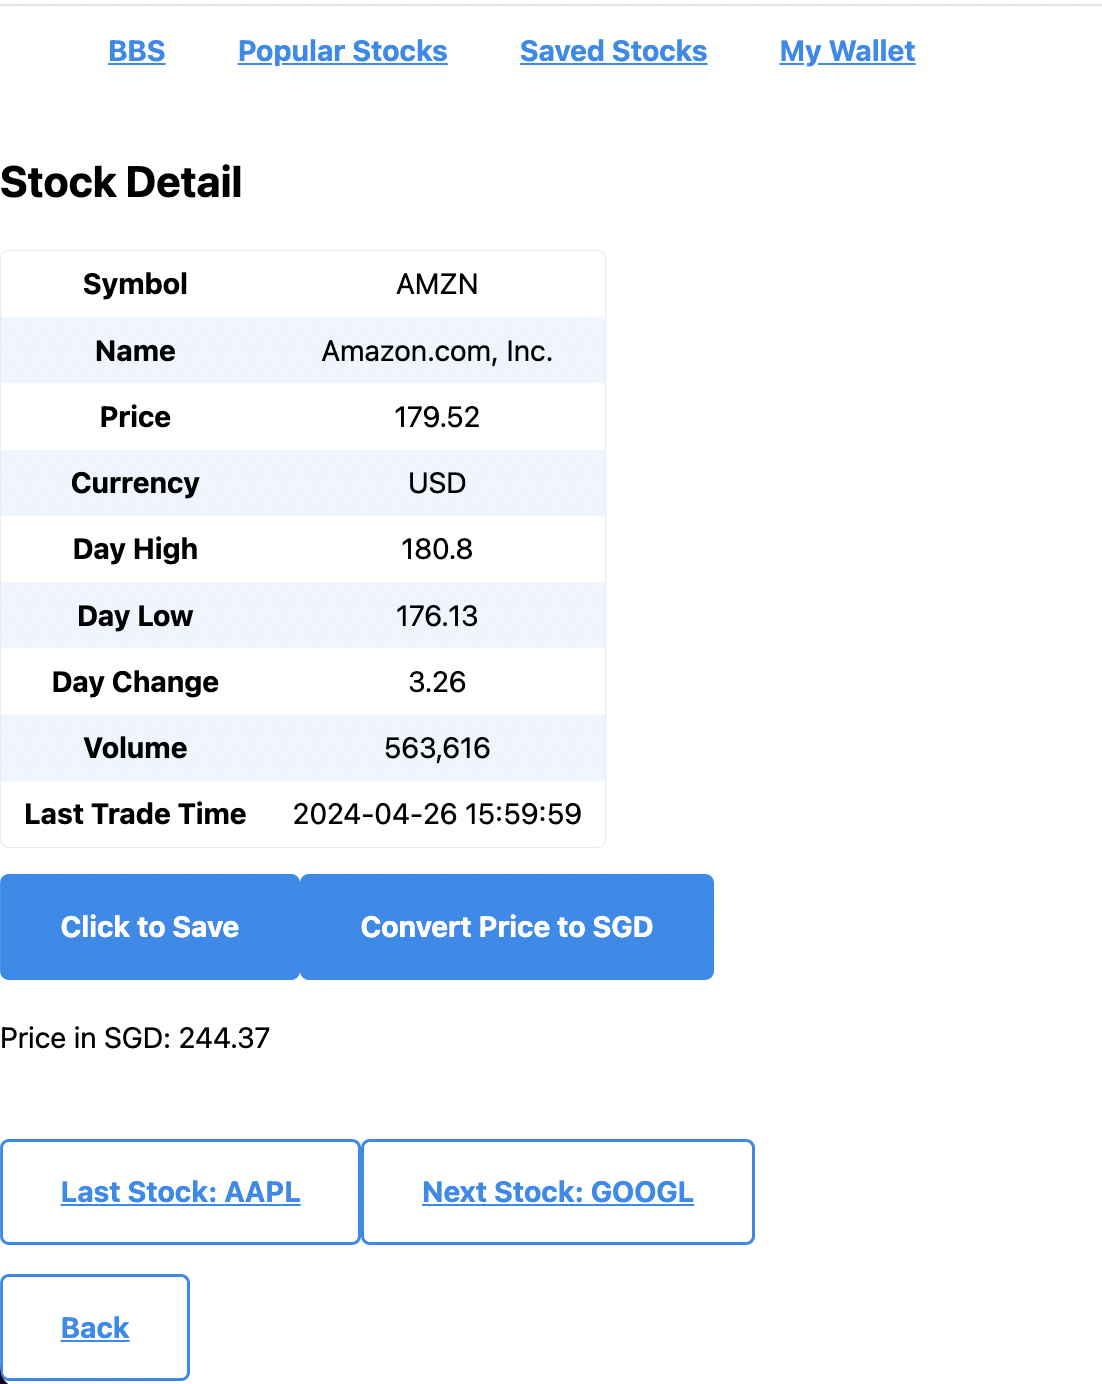 BBS Popular Stocks Saved Stocks My Wallet
Stock Detail
Symbol AMZN
Name Amazon.com, Inc.
Price 179.52
Currency USD
Day High 180.8
Day Low 176.13
Day Change 3.26
Volume 563,616
Last Trade Time 2024-04-26 15:59:59
Click to Save Convert Price to SGD
Price in SGD: 244.37
Last Stock: AAPL Next Stock: GOOGL
Back